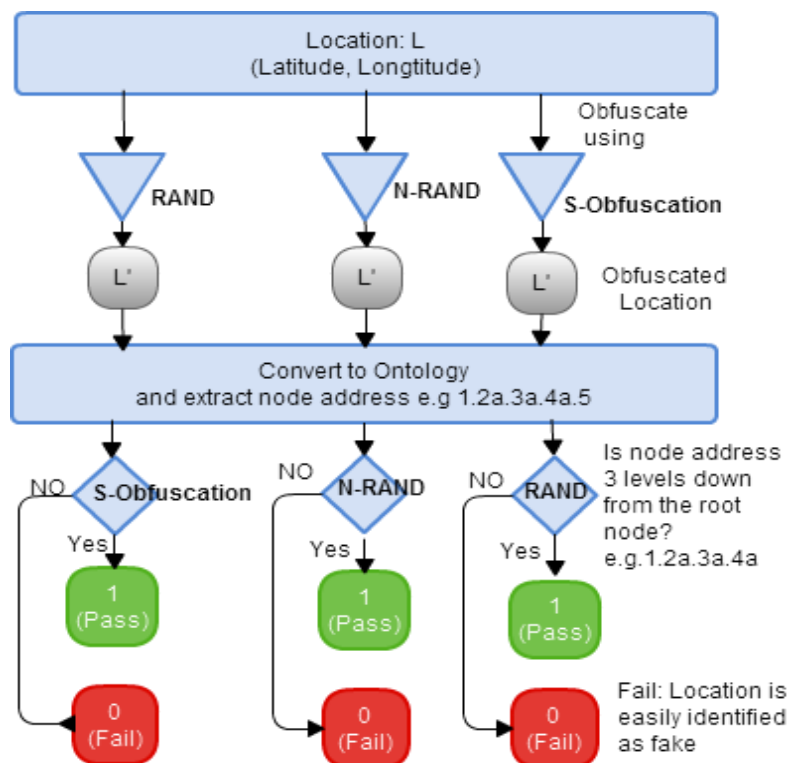 Location: L
(Latitude, Longtitude)
Obfuscate
using
RAND
N-RAND
S-Obfuscation
L'
L'
L'
Obfuscated
Location
Convert to Ontology
and extract node address e.g 1.2a.3a.4a.5
NO
S-Obfuscation
NO
N-RAND
NO
RAND
Is node address
3 levels down
from the root
node?
e.g.1.2a.3a.4a
Yes
Yes
Yes
1
(Pass)
1
(Pass)
1
(Pass)
0
(Fail)
0
(Fail)
0
(Fail)
Fail: Location is
easily identified
as fake